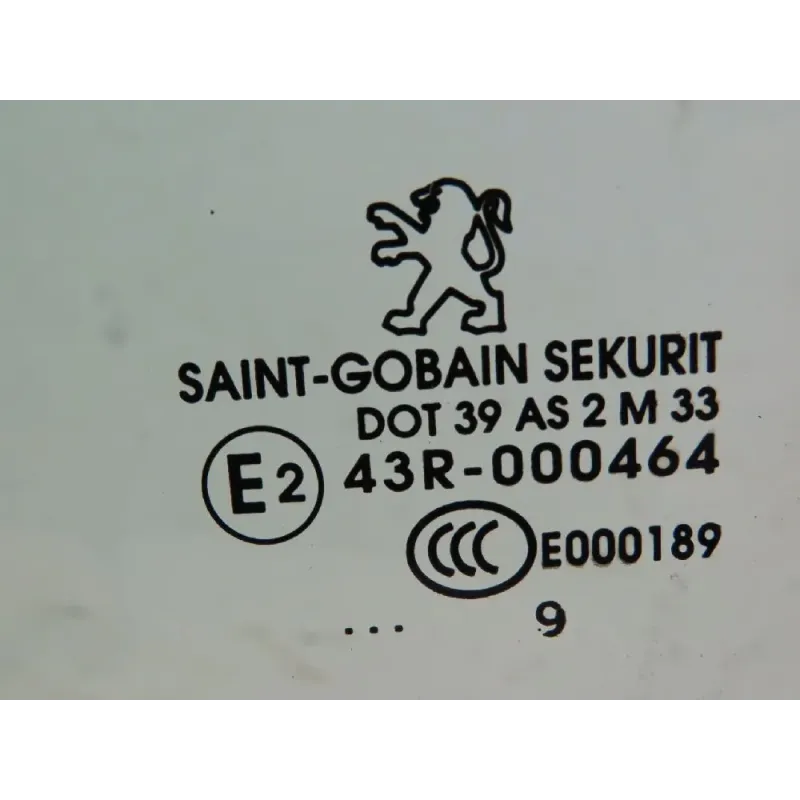 SAINT-GOBAIN SEKURIT
DOT 39 AS 2 M 33
E2 43R-000464
CCC E000189
... 9